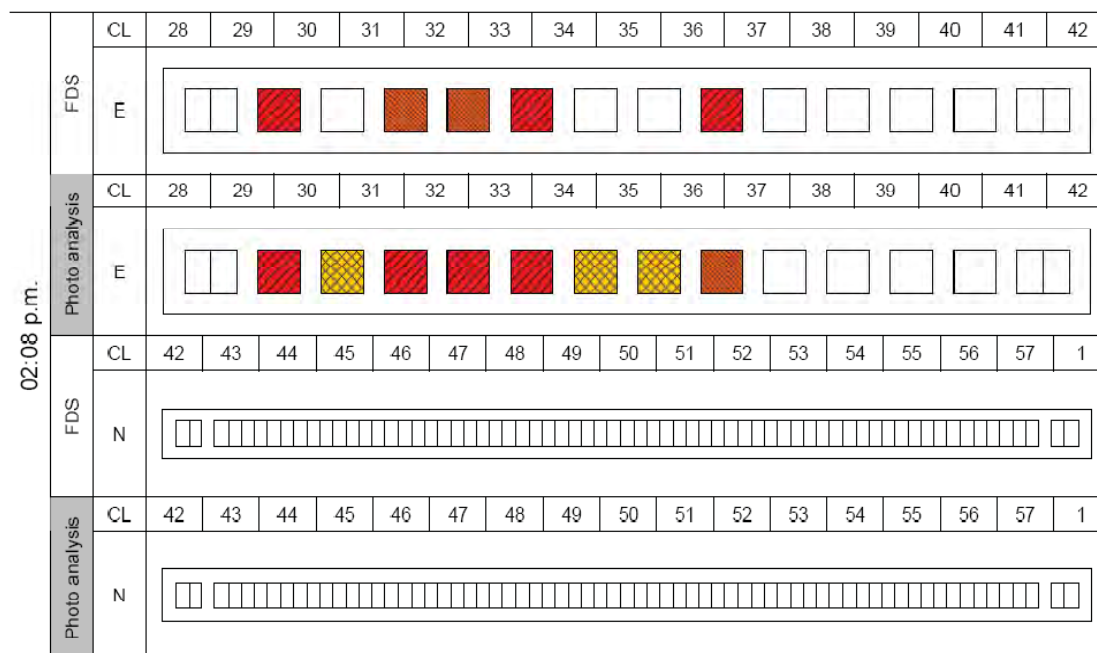 02:08 p.m.
FDS
CL 28 29 30 31 32 33 34 35 36 37 38 39 40 41 42
E
Photo analysis
CL 28 29 30 31 32 33 34 35 36 37 38 39 40 41 42
E
FDS
CL 42 43 44 45 46 47 48 49 50 51 52 53 54 55 56 57 1
N
Photo analysis
CL 42 43 44 45 46 47 48 49 50 51 52 53 54 55 56 57 1
N